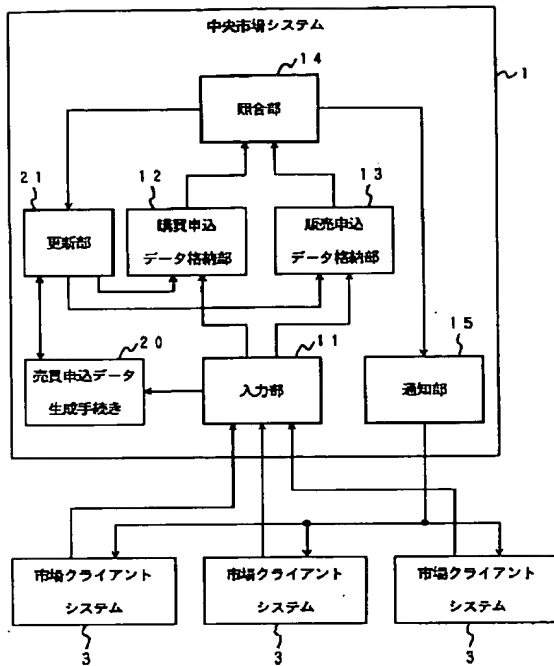 中央市場システム
1
14
照合部
21
更新部
12
購買申込
データ格納部
13
販売申込
データ格納部
20
売買申込データ
生成手続き
11
入力部
15
通知部
市場クライアント
システム
3
市場クライアント
システム
3
市場クライアント
システム
3